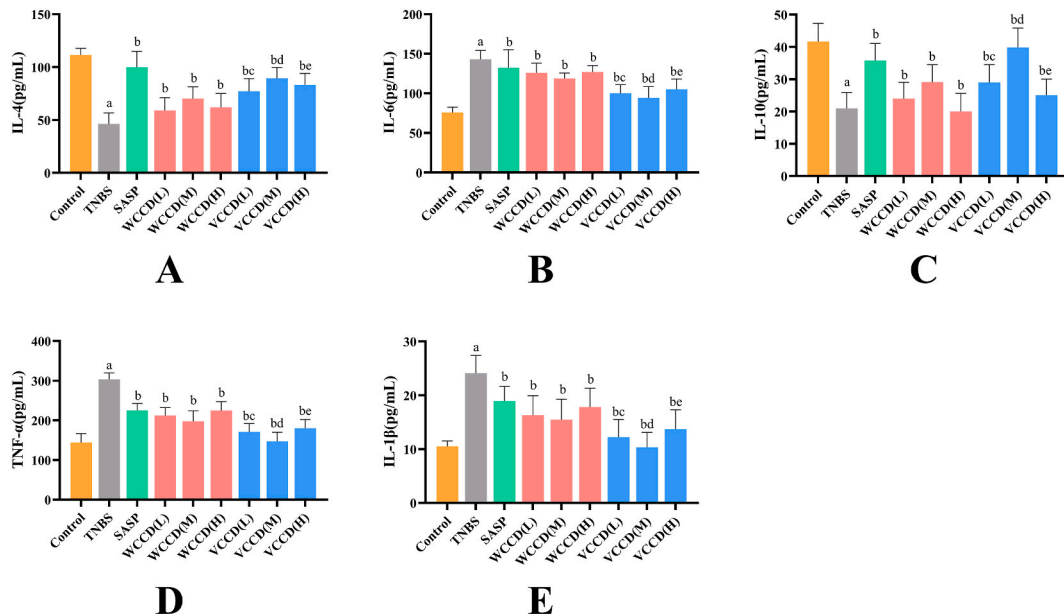 IL-4(pg/mL)
150
100
50
0
a
b
b
b
b
bc
bd
be
Control
TNBS
SASP
WCCD(L)
WCCD(M)
WCCD(H)
VCCD(L)
VCCD(M)
VCCD(H)
A
IL-6(pg/mL)
200
150
100
50
0
a
b
b
b
b
bc
bd
be
Control
TNBS
SASP
WCCD(L)
WCCD(M)
WCCD(H)
VCCD(L)
VCCD(M)
VCCD(H)
B
IL-10(pg/mL)
50
40
30
20
10
0
a
b
b
b
b
bc
bd
be
Control
TNBS
SASP
WCCD(L)
WCCD(M)
WCCD(H)
VCCD(L)
VCCD(M)
VCCD(H)
C
TNF-α(pg/mL)
400
300
200
100
0
a
b
b
b
b
bc
bd
be
Control
TNBS
SASP
WCCD(L)
WCCD(M)
WCCD(H)
VCCD(L)
VCCD(M)
VCCD(H)
D
IL-1β(pg/mL)
30
20
10
0
a
b
b
b
b
bc
bd
be
Control
TNBS
SASP
WCCD(L)
WCCD(M)
WCCD(H)
VCCD(L)
VCCD(M)
VCCD(H)
E